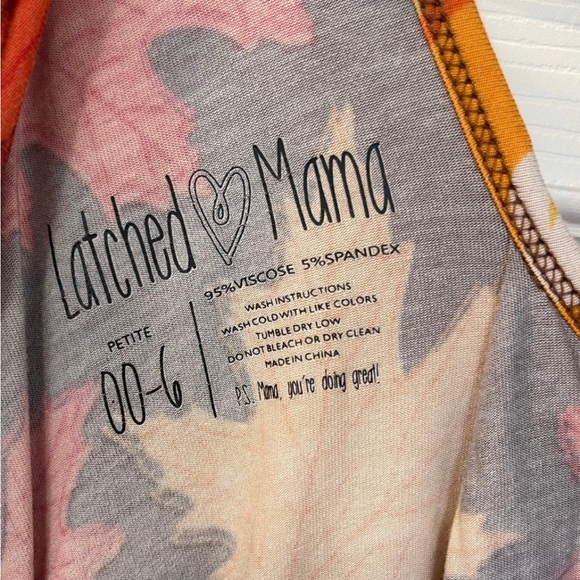 Latched Mama
95%VISCOSE 5%SPANDEX
PETITE
00-6
WASH INSTRUCTIONS
WASH COLD WITH LIKE COLORS
TUMBLE DRY LOW
DO NOT BLEACH OR DRY CLEAN
MADE IN CHINA
P.S. Mama, you're doing great!